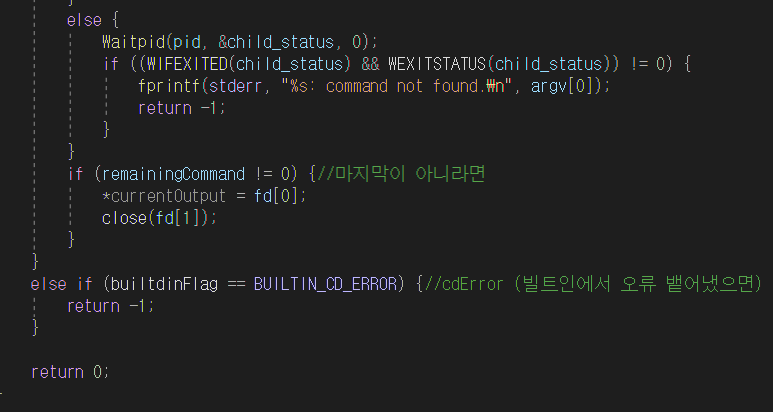 }
else {
Waitpid(pid, &child_status, 0);
if ((WIFEXITED(child_status) && WEXITSTATUS(child_status)) != 0) {
fprintf(stderr, "%s: command not found.₩n", argv[0]);
return -1;
}
}
if (remainingCommand != 0) {//마지막이 아니라면
*currentOutput = fd[0];
close(fd[1]);
}
}
else if (builtdinFlag == BUILTIN_CD_ERROR) {//cdError (빌트인에서 오류 뱉어냈으면)
return -1;
}
return 0;